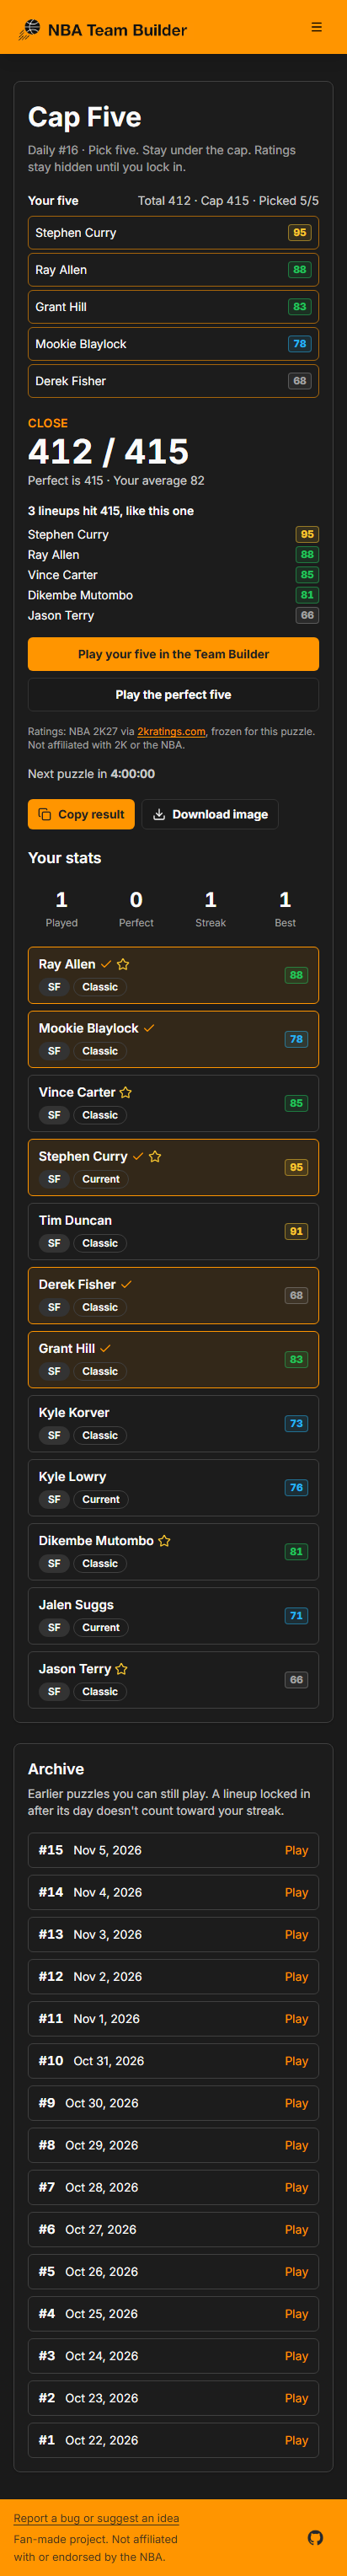 NBA Team Builder
Cap Five
Daily #16 · Pick five. Stay under the cap. Ratings
stay hidden until you lock in.
Your five Total 412 · Cap 415 · Picked 5/5
Stephen Curry 95
Ray Allen 88
Grant Hill 83
Mookie Blaylock 78
Derek Fisher 68
CLOSE
412 / 415
Perfect is 415 · Your average 82
3 lineups hit 415, like this one
Stephen Curry 95
Ray Allen 88
Vince Carter 85
Dikembe Mutombo 81
Jason Terry 66
Play your five in the Team Builder
Play the perfect five
Ratings: NBA 2K27 via 2kratings.com, frozen for this puzzle.
Not affiliated with 2K or the NBA.
Next puzzle in 4:00:00
Copy result Download image
Your stats
1 0 1 1
Played Perfect Streak Best
Ray Allen 88
SF Classic
Mookie Blaylock 78
SF Classic
Vince Carter 85
SF Classic
Stephen Curry 95
SF Current
Tim Duncan 91
SF Classic
Derek Fisher 68
SF Classic
Grant Hill 83
SF Classic
Kyle Korver 73
SF Classic
Kyle Lowry 76
SF Current
Dikembe Mutombo 81
SF Classic
Jalen Suggs 71
SF Current
Jason Terry 66
SF Classic
Archive
Earlier puzzles you can still play. A lineup locked in
after its day doesn't count toward your streak.
#15 Nov 5, 2026 Play
#14 Nov 4, 2026 Play
#13 Nov 3, 2026 Play
#12 Nov 2, 2026 Play
#11 Nov 1, 2026 Play
#10 Oct 31, 2026 Play
#9 Oct 30, 2026 Play
#8 Oct 29, 2026 Play
#7 Oct 28, 2026 Play
#6 Oct 27, 2026 Play
#5 Oct 26, 2026 Play
#4 Oct 25, 2026 Play
#3 Oct 24, 2026 Play
#2 Oct 23, 2026 Play
#1 Oct 22, 2026 Play
Report a bug or suggest an idea
Fan-made project. Not affiliated
with or endorsed by the NBA.